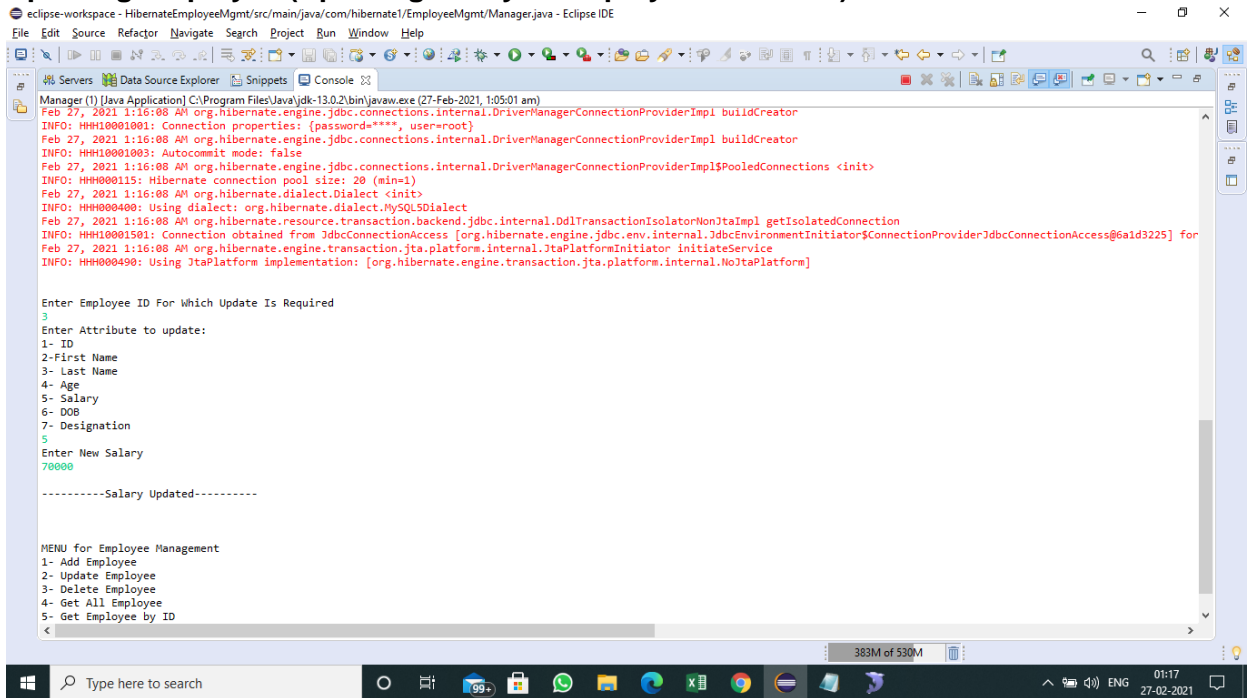 eclipse-workspace - HibernateEmployeeMgmt/src/main/java/com/hibernate1/EmployeeMgmt/Manager.java - Eclipse IDE
File Edit Source Refactor Navigate Search Project Run Window Help
Servers Data Source Explorer Snippets Console
Manager (1) [Java Application] C:\Program Files\Java\jdk-13.0.2\bin\javaw.exe (27-Feb-2021, 1:05:01 am)
Feb 27, 2021 1:16:08 AM org.hibernate.engine.jdbc.connections.internal.DriverManagerConnectionProviderImpl buildCreator
INFO: HHH10001001: Connection properties: {password=****, user=root}
Feb 27, 2021 1:16:08 AM org.hibernate.engine.jdbc.connections.internal.DriverManagerConnectionProviderImpl buildCreator
INFO: HHH10001003: Autocommit mode: false
Feb 27, 2021 1:16:08 AM org.hibernate.engine.jdbc.connections.internal.DriverManagerConnectionProviderImpl$PooledConnections <init>
INFO: HHH000115: Hibernate connection pool size: 20 (min=1)
Feb 27, 2021 1:16:08 AM org.hibernate.dialect.Dialect <init>
INFO: HHH000400: Using dialect: org.hibernate.dialect.MySQL5Dialect
Feb 27, 2021 1:16:08 AM org.hibernate.resource.transaction.backend.jdbc.internal.DdlTransactionIsolatorNonJtaImpl getIsolatedConnection
INFO: HHH10001501: Connection obtained from JdbcConnectionAccess [org.hibernate.engine.jdbc.env.internal.JdbcEnvironmentInitiator$ConnectionProviderJdbcConnectionAccess@6a1d3225] for
Feb 27, 2021 1:16:08 AM org.hibernate.engine.transaction.jta.platform.internal.JtaPlatformInitiator initiateService
INFO: HHH000490: Using JtaPlatform implementation: [org.hibernate.engine.transaction.jta.platform.internal.NoJtaPlatform]
Enter Employee ID For Which Update Is Required
3
Enter Attribute to update:
1- ID
2-First Name
3- Last Name
4- Age
5- Salary
6- DOB
7- Designation
5
Enter New Salary
70000
----------Salary Updated----------
MENU for Employee Management
1- Add Employee
2- Update Employee
3- Delete Employee
4- Get All Employee
5- Get Employee by ID
383M of 530M
Type here to search
99+
ENG
01:17
27-02-2021